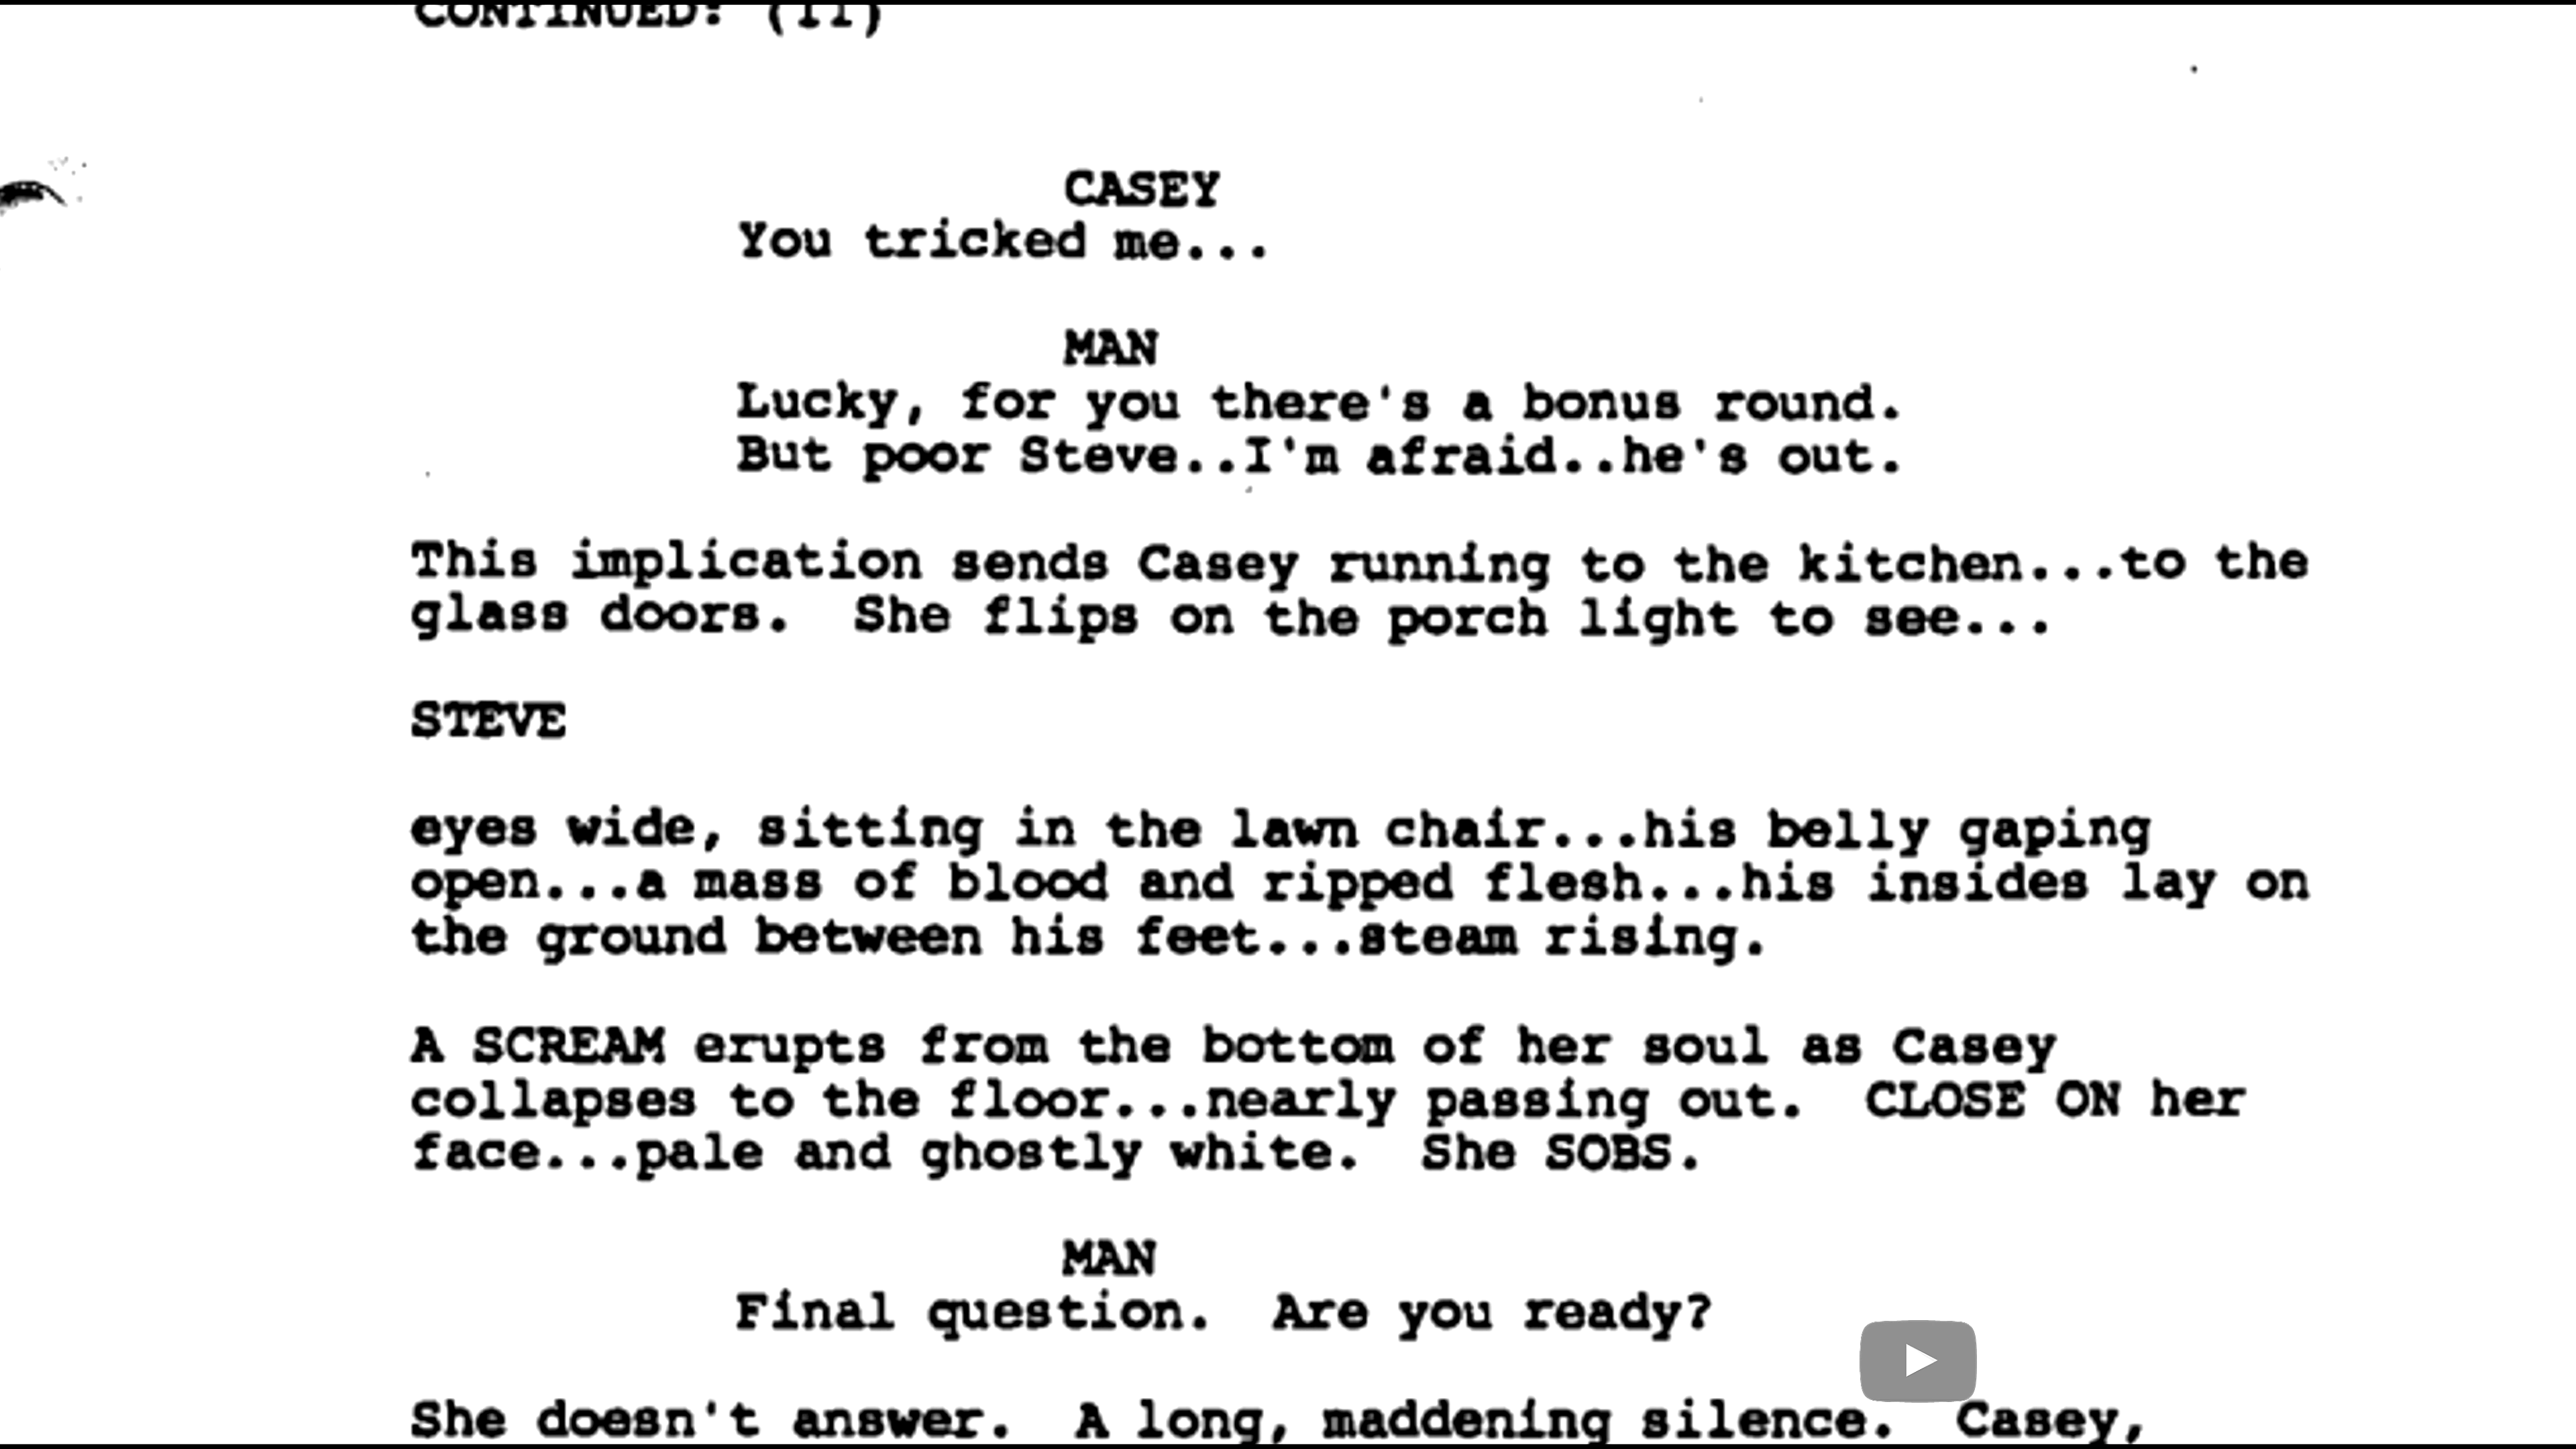 CONTINUED: (11)
CASEY
You tricked me...
MAN
Lucky, for you there's a bonus round.
But poor Steve..I'm afraid..he's out.
This implication sends Casey running to the kitchen...to the
glass doors.  She flips on the porch light to see...
STEVE
eyes wide, sitting in the lawn chair...his belly gaping
open...a mass of blood and ripped flesh...his insides lay on
the ground between his feet...steam rising.
A SCREAM erupts from the bottom of her soul as Casey
collapses to the floor...nearly passing out.  CLOSE ON her
face...pale and ghostly white.  She SOBS.
MAN
Final question.  Are you ready?
She doesn't answer.  A long, maddening silence.  Casey,